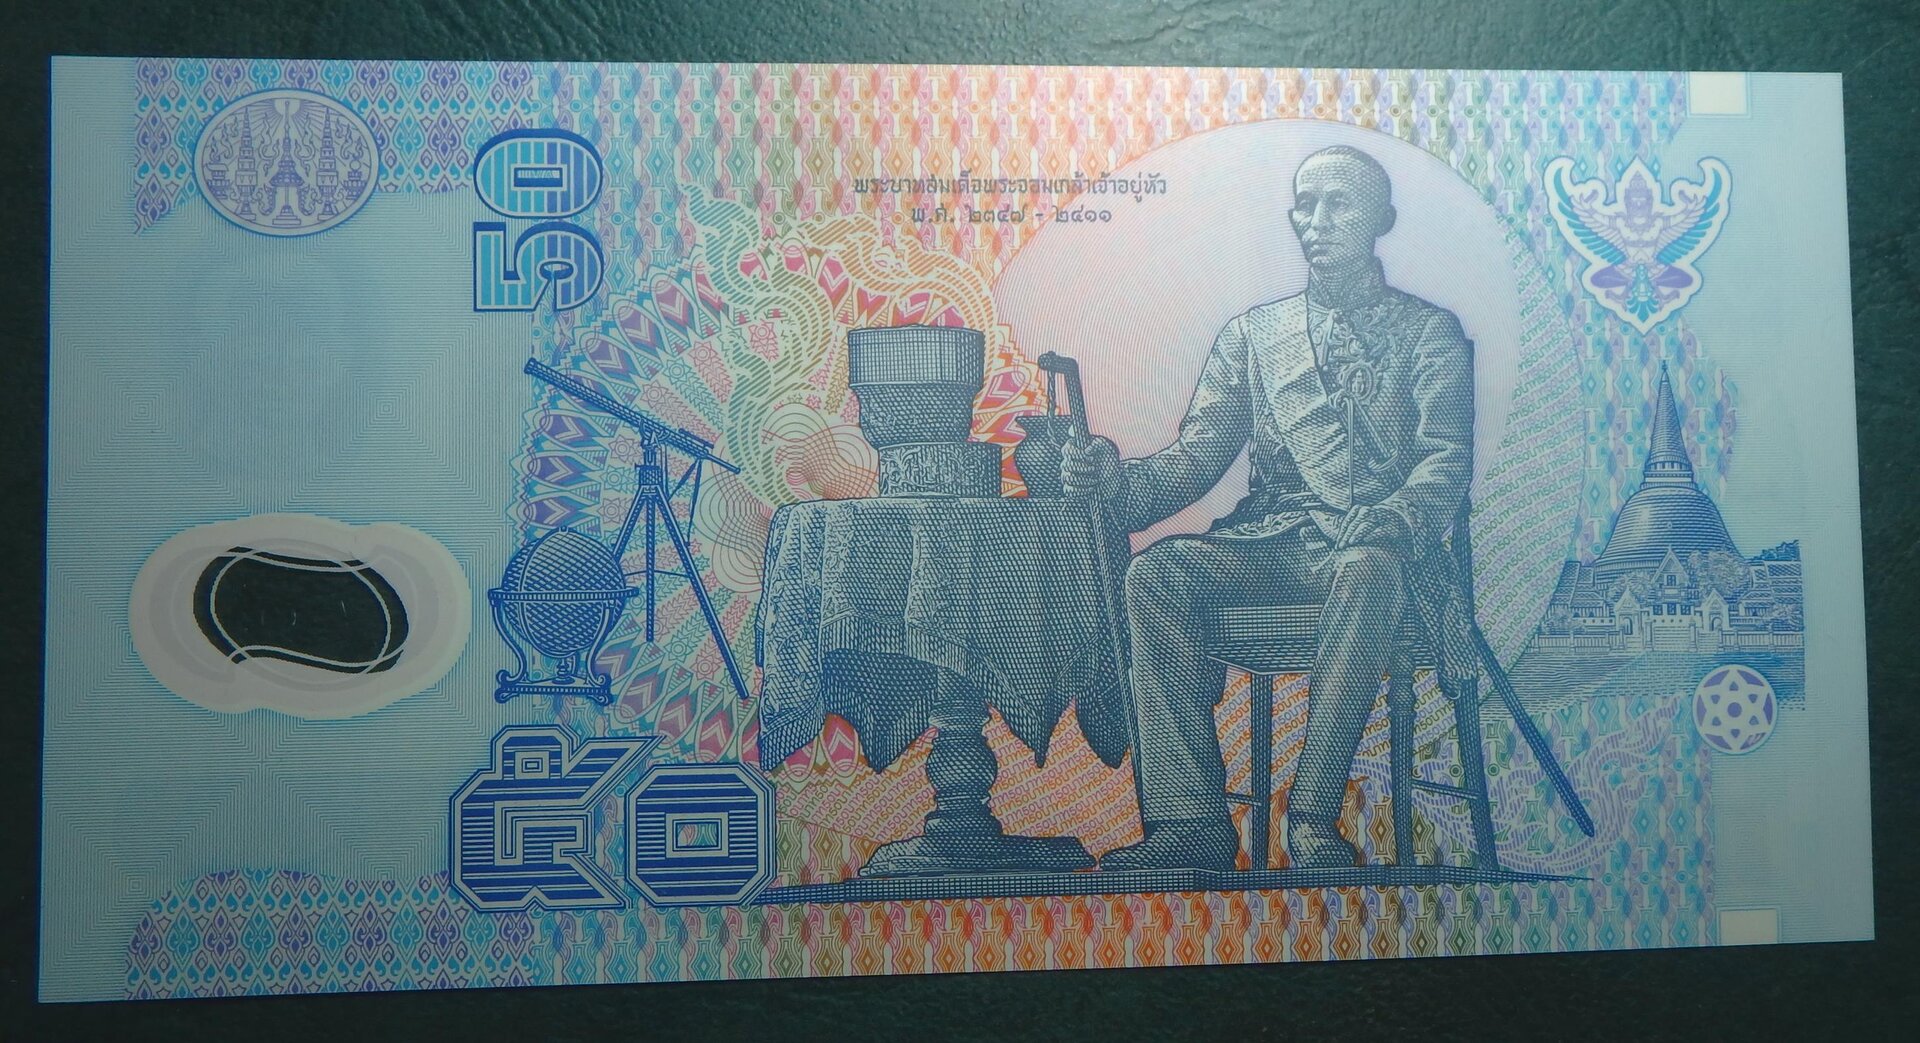 50
พระบาทสมเด็จพระจอมเกล้าเจ้าอยู่หัว
พ.ศ. ๒๓๔๗ - ๒๔๑๑
๕๐